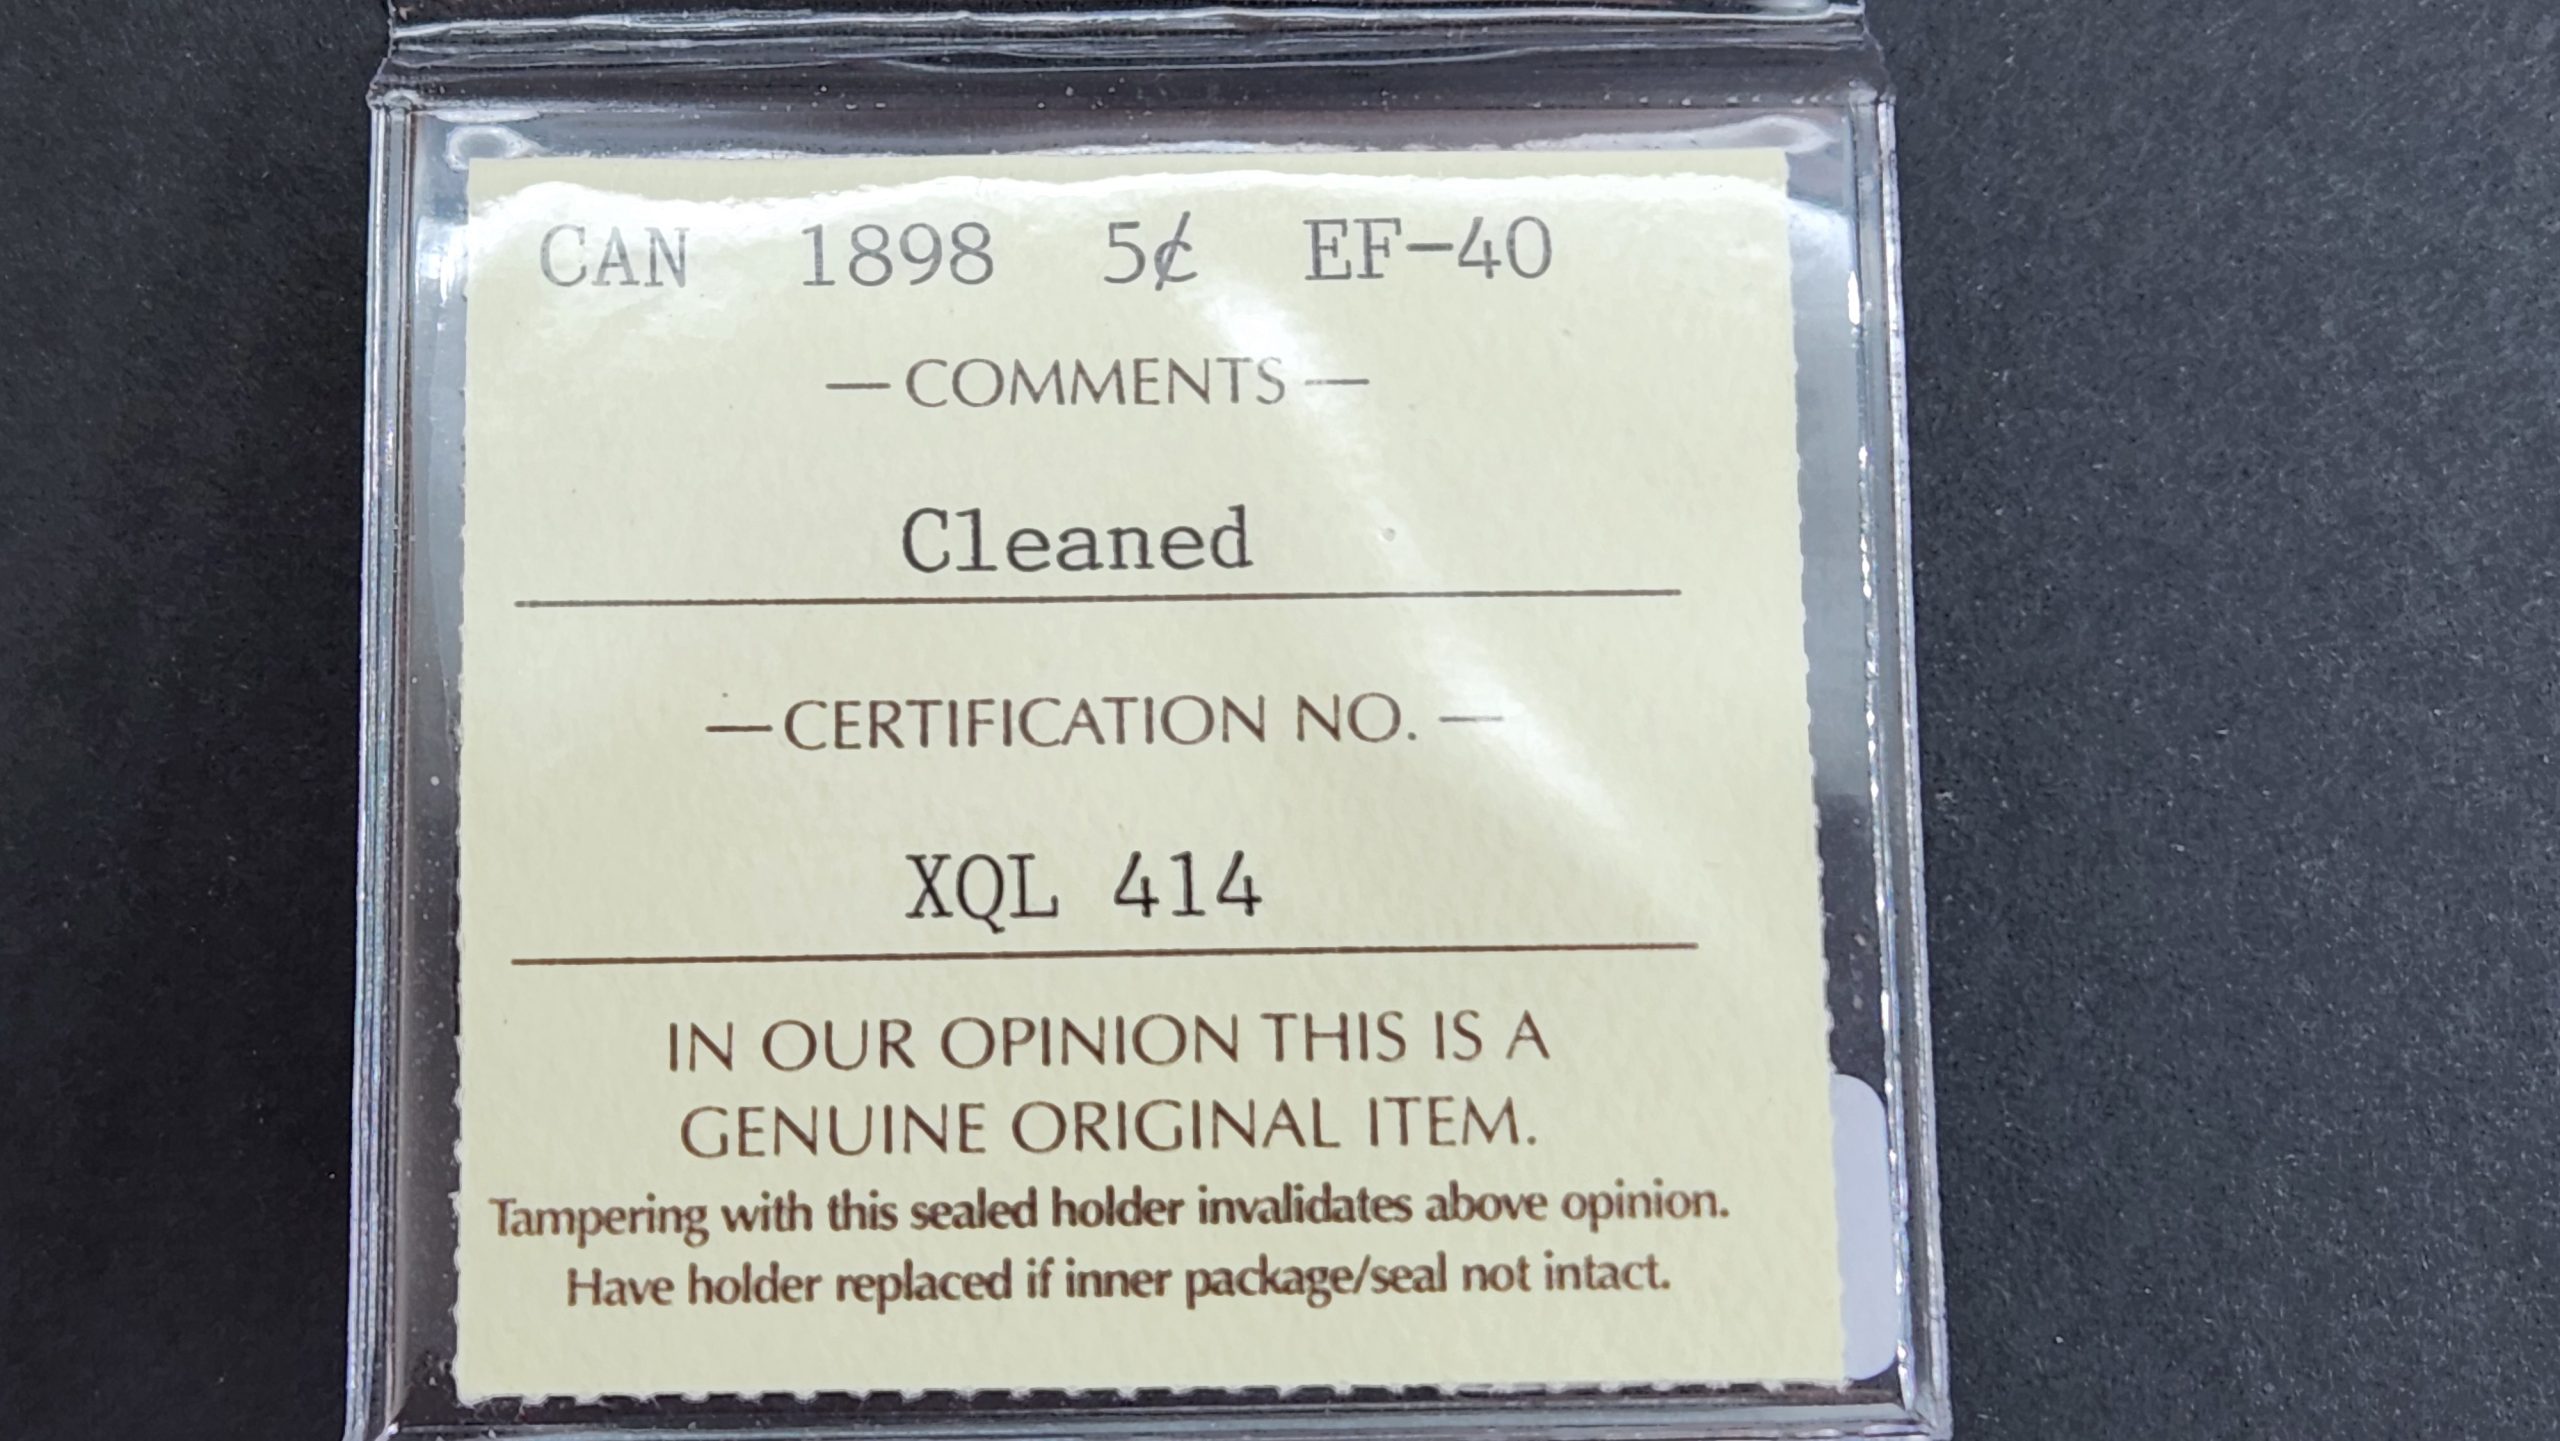 CAN 1898 5¢ EF-40
— COMMENTS —
Cleaned
— CERTIFICATION NO. —
XQL 414
IN OUR OPINION THIS IS A
GENUINE ORIGINAL ITEM.
Tampering with this sealed holder invalidates above opinion.
Have holder replaced if inner package/seal not intact.